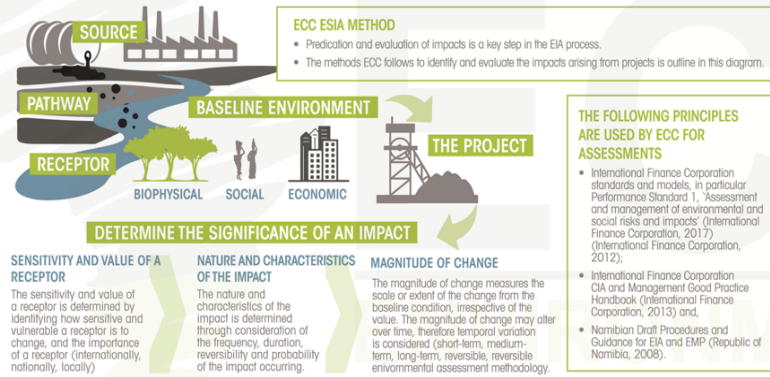 SOURCE
PATHWAY
RECEPTOR
ECC ESIA METHOD
• Predication and evaluation of impacts is a key step in the EIA process.
• The methods ECC follows to identify and evaluate the impacts arising from projects is outline in this diagram.
BASELINE ENVIRONMENT
BIOPHYSICAL
SOCIAL
ECONOMIC
THE PROJECT
DETERMINE THE SIGNIFICANCE OF AN IMPACT
SENSITIVITY AND VALUE OF A
RECEPTOR
The sensitivity and value of
a receptor is determined by
identifying how sensitive and
vulnerable a receptor is to
change, and the importance
of a receptor (internationally,
nationally, locally)
NATURE AND CHARACTERISTICS
OF THE IMPACT
The nature and
characteristics of the
impact is determined
through consideration of
the frequency, duration,
reversibility and probability
of the impact occurring.
MAGNITUDE OF CHANGE
The magnitude of change measures the
scale or extent of the change from the
baseline condition, irrespective of the
value. The magnitude of change may alter
over time, therefore temporal variation
is considered (short-term, medium-
term, long-term, reversible, reversible
enivornmental assessment methodology.
THE FOLLOWING PRINCIPLES
ARE USED BY ECC FOR
ASSESSMENTS
• International Finance Corporation
standards and models, in particular
Performance Standard 1, 'Assessment
and management of environmental and
social risks and impacts' (International
Finance Corporation, 2017)
(International Finance Corporation,
2012);
• International Finance Corporation
CIA and Management Good Practice
Handbook (International Finance
Corporation, 2013) and,
• Namibian Draft Procedures and
Guidance for EIA and EMP (Republic of
Namibia, 2008).